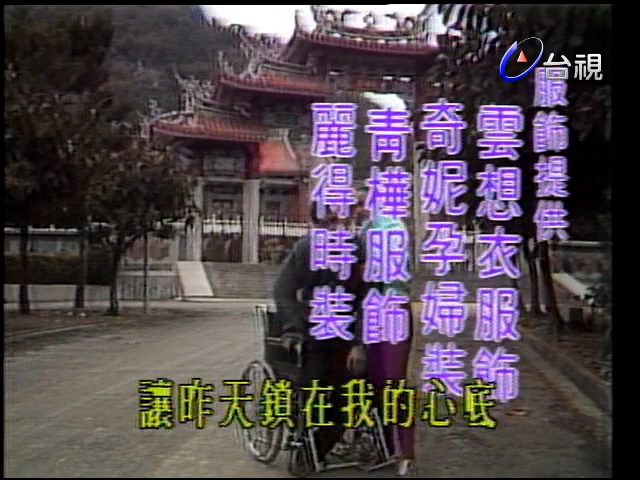 台視
服飾提供
雲想衣服飾
奇妮孕婦裝
青樺服飾
麗得時裝
讓昨天鎖在我的心底